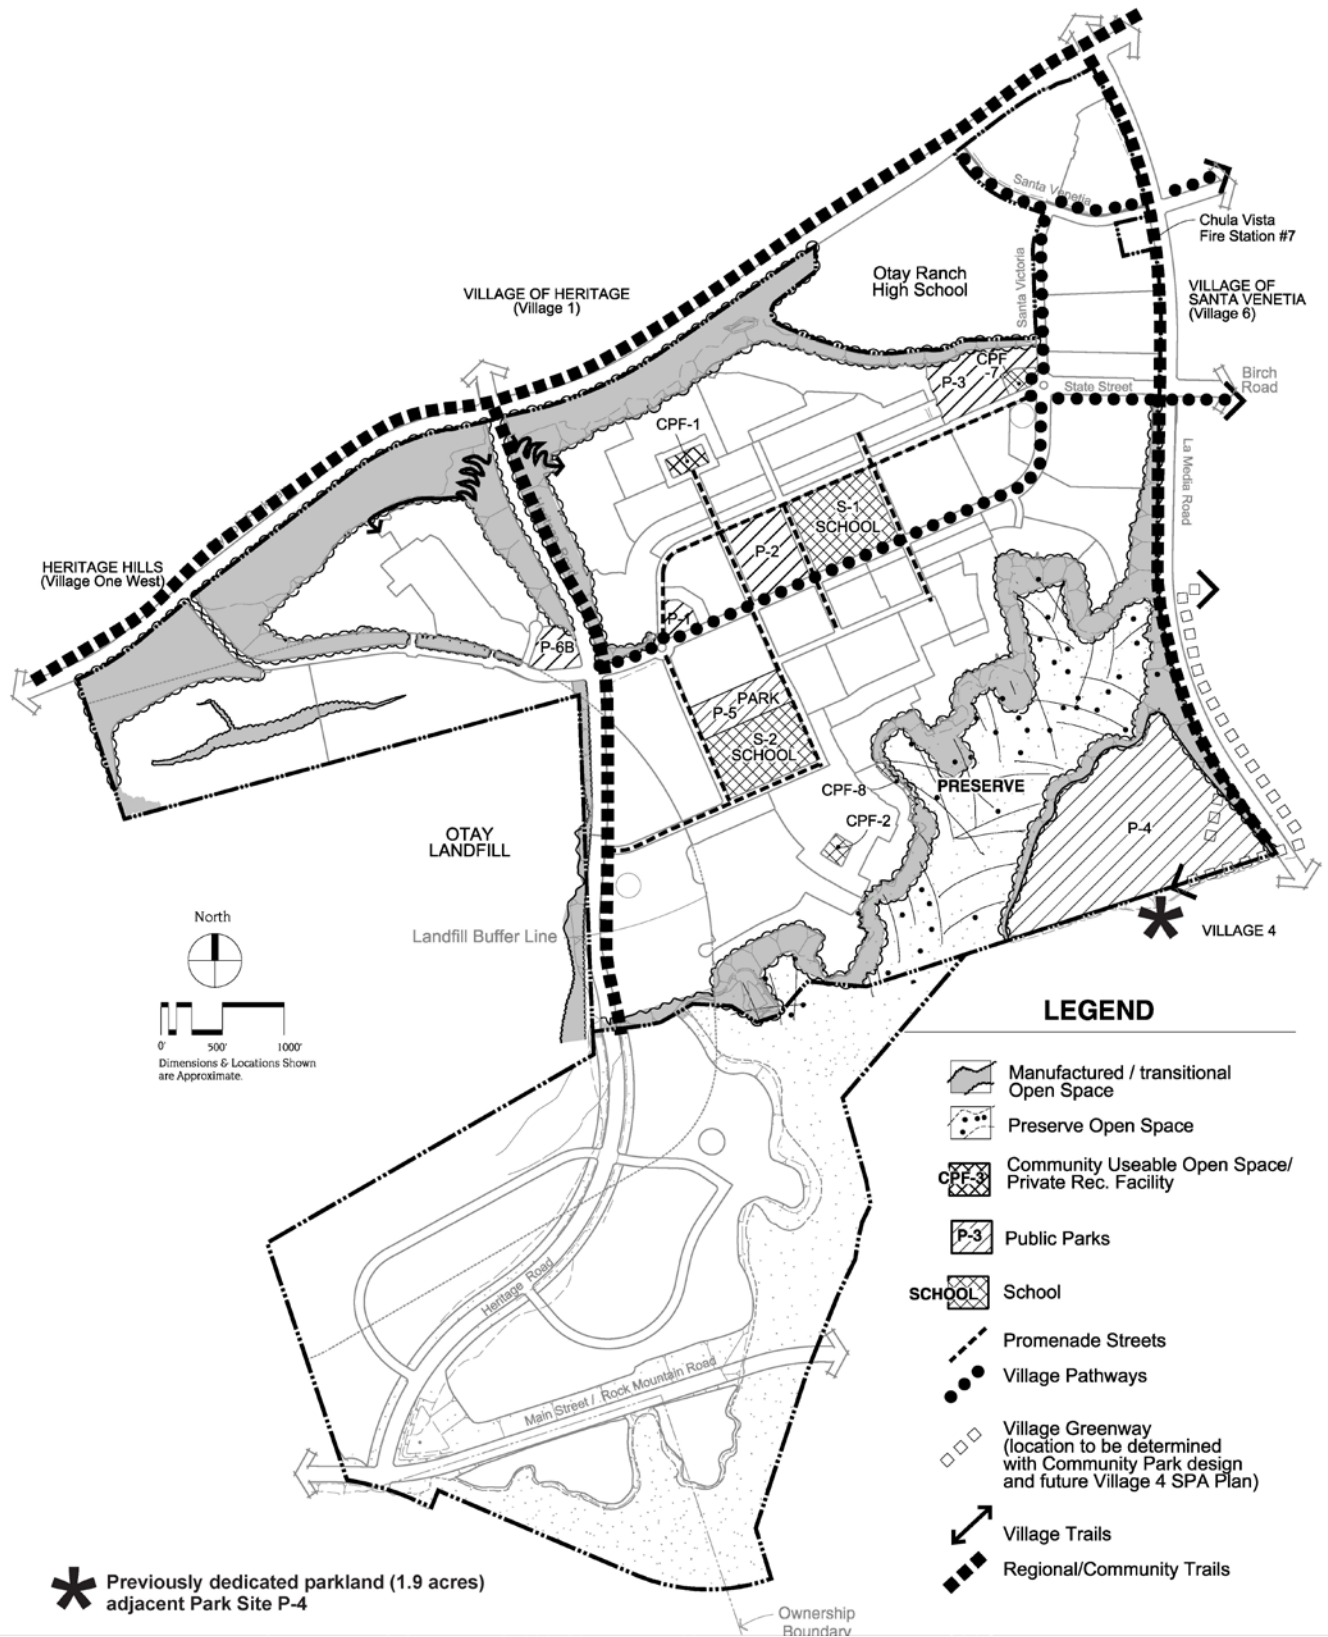 Santa Venetia
Chula Vista
Fire Station #7
Otay Ranch
High School
Santa Victoria
VILLAGE OF HERITAGE
(Village 1)
VILLAGE OF
SANTA VENETIA
(Village 6)
CPF
-7
P-3
State Street
Birch
Road
CPF-1
La Media Road
S-1
SCHOOL
P-2
HERITAGE HILLS
(Village One West)
P-1
P-6B
PARK
P-5
S-2
SCHOOL
PRESERVE
CPF-8
CPF-2
P-4
OTAY
LANDFILL
North
Landfill Buffer Line
VILLAGE 4
0' 500' 1000'
Dimensions & Locations Shown
are Approximate.
LEGEND
Manufactured / transitional
Open Space
Preserve Open Space
CPF-3
Community Useable Open Space/
Private Rec. Facility
P-3
Public Parks
SCHOOL
School
Promenade Streets
Village Pathways
Village Greenway
(location to be determined
with Community Park design
and future Village 4 SPA Plan)
Village Trails
Regional/Community Trails
Heritage Road
Main Street / Rock Mountain Road
Previously dedicated parkland (1.9 acres)
adjacent Park Site P-4
Ownership
Boundary